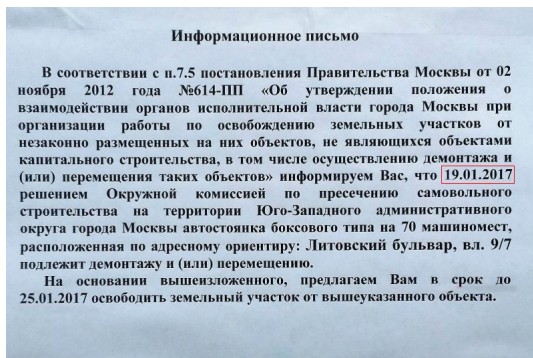 Информационное письмо
В соответствии с п.7.5 постановления Правительства Москвы от 02
ноября 2012 года №614-ПП «Об утверждении положения о
взаимодействии органов исполнительной власти города Москвы при
организации работы по освобождению земельных участков от
незаконно размещенных на них объектов, не являющихся объектами
капитального строительства, в том числе осуществлению демонтажа и
(или) перемещения таких объектов» информируем Вас, что 19.01.2017
решением Окружной комиссией по пресечению самовольного
строительства на территории Юго-Западного административного
округа города Москвы автостоянка боксового типа на 70 машиномест,
расположенная по адресному ориентиру: Литовский бульвар, вл. 9/7
подлежит демонтажу и (или) перемещению.
На основании вышеизложенного, предлагаем Вам в срок до
25.01.2017 освободить земельный участок от вышеуказанного объекта.